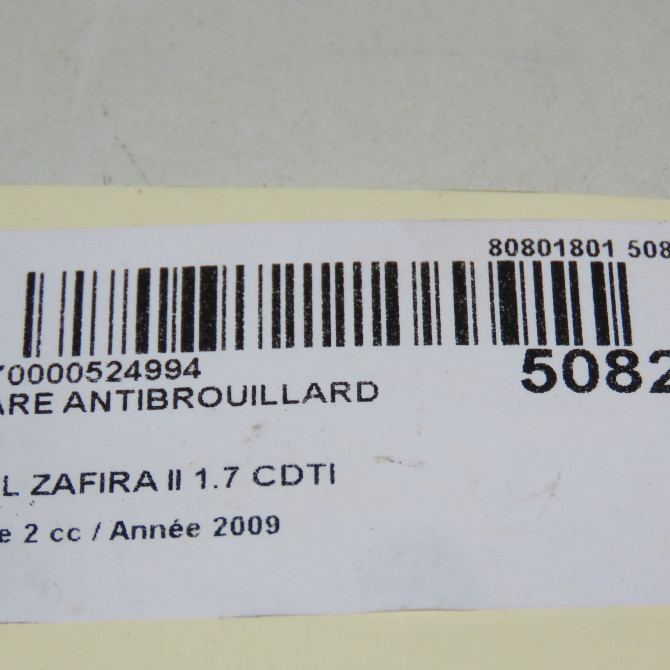 80801801 508
70000524994
5082
ARE ANTIBROUILLARD
L ZAFIRA II 1.7 CDTI
e 2 cc / Année 2009